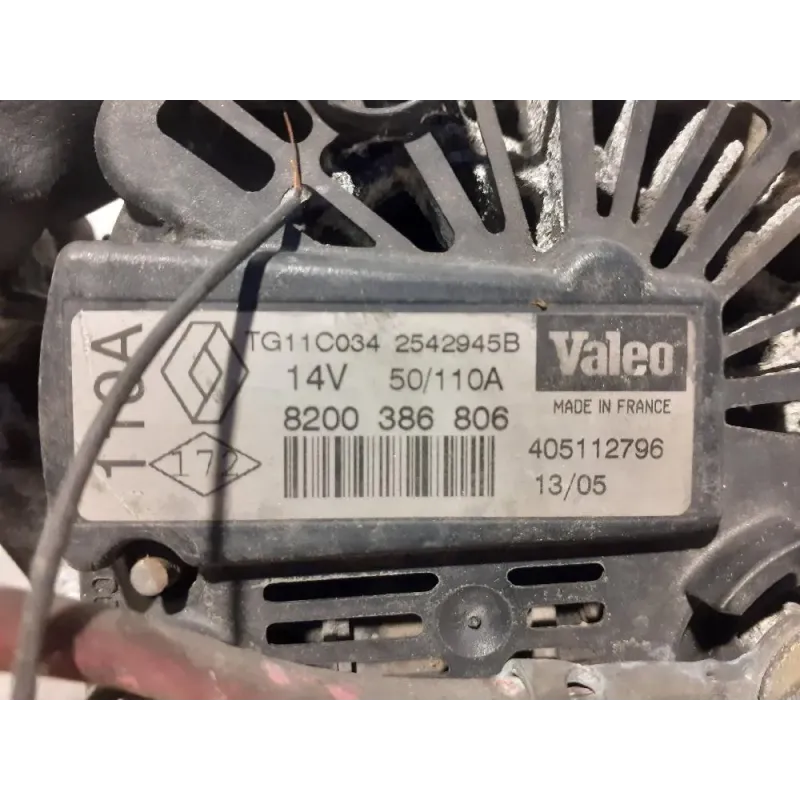 110A
TG11C034 2542945B
14V 50/110A
8200 386 806
172
Valeo
MADE IN FRANCE
405112796
13/05